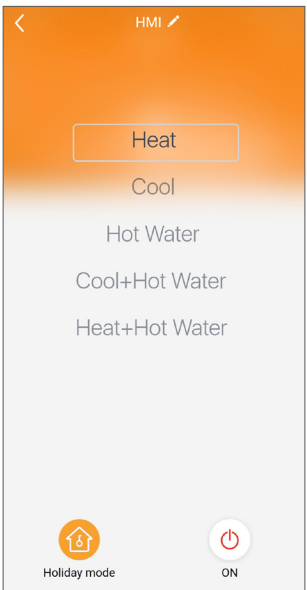 HMI
Heat
Cool
Hot Water
Cool+Hot Water
Heat+Hot Water
Holiday mode
ON